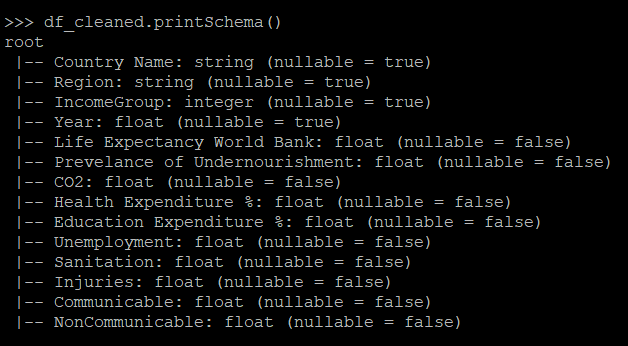 >>> df_cleaned.printSchema()
root
 |-- Country Name: string (nullable = true)
 |-- Region: string (nullable = true)
 |-- IncomeGroup: integer (nullable = true)
 |-- Year: float (nullable = true)
 |-- Life Expectancy World Bank: float (nullable = false)
 |-- Prevelance of Undernourishment: float (nullable = false)
 |-- CO2: float (nullable = false)
 |-- Health Expenditure %: float (nullable = false)
 |-- Education Expenditure %: float (nullable = false)
 |-- Unemployment: float (nullable = false)
 |-- Sanitation: float (nullable = false)
 |-- Injuries: float (nullable = false)
 |-- Communicable: float (nullable = false)
 |-- NonCommunicable: float (nullable = false)